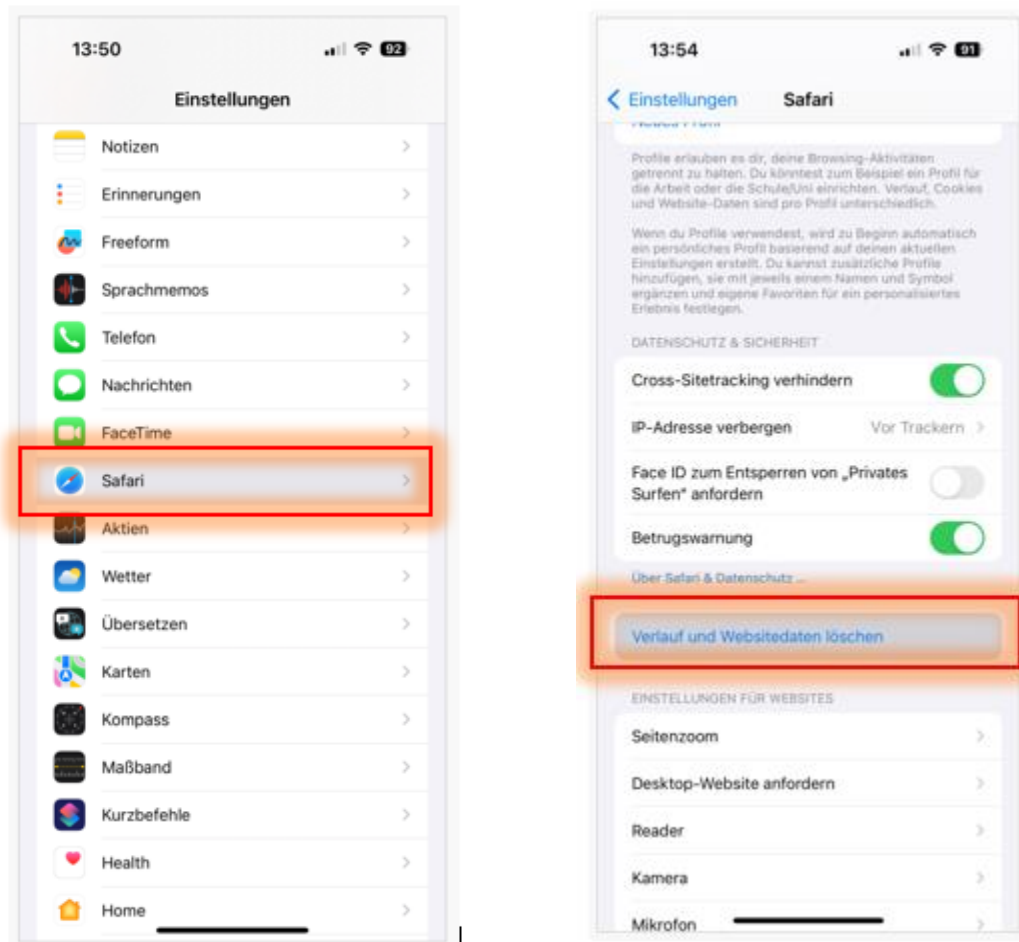 13:50
92
Einstellungen
Notizen
Erinnerungen
Freeform
Sprachmemos
Telefon
Nachrichten
FaceTime
Safari
Aktien
Wetter
Übersetzen
Karten
Kompass
Maßband
Kurzbefehle
Health
Home
13:54
91
Einstellungen
Safari
Neues Profil
Profile erlauben es dir, deine Browsing-Aktivitäten
getrennt zu halten. Du könntest zum Beispiel ein Profil für
die Arbeit oder die Schule/Uni einrichten. Verlauf, Cookies
und Website-Daten sind pro Profil unterschiedlich.
Wenn du Profile verwendest, wird zu Beginn automatisch
ein persönliches Profil basierend auf deinen aktuellen
Einstellungen erstellt. Du kannst zusätzliche Profile
hinzufügen, sie mit jeweils einem Namen und Symbol
ergänzen und eigene Favoriten für ein personalisiertes
Erlebnis festlegen.
DATENSCHUTZ & SICHERHEIT
Cross-Sitetracking verhindern
IP-Adresse verbergen Vor Trackern
Face ID zum Entsperren von „Privates
Surfen" anfordern
Betrugswarnung
Über Safari & Datenschutz ...
Verlauf und Websitedaten löschen
EINSTELLUNGEN FÜR WEBSITES
Seitenzoom
Desktop-Website anfordern
Reader
Kamera
Mikrofon